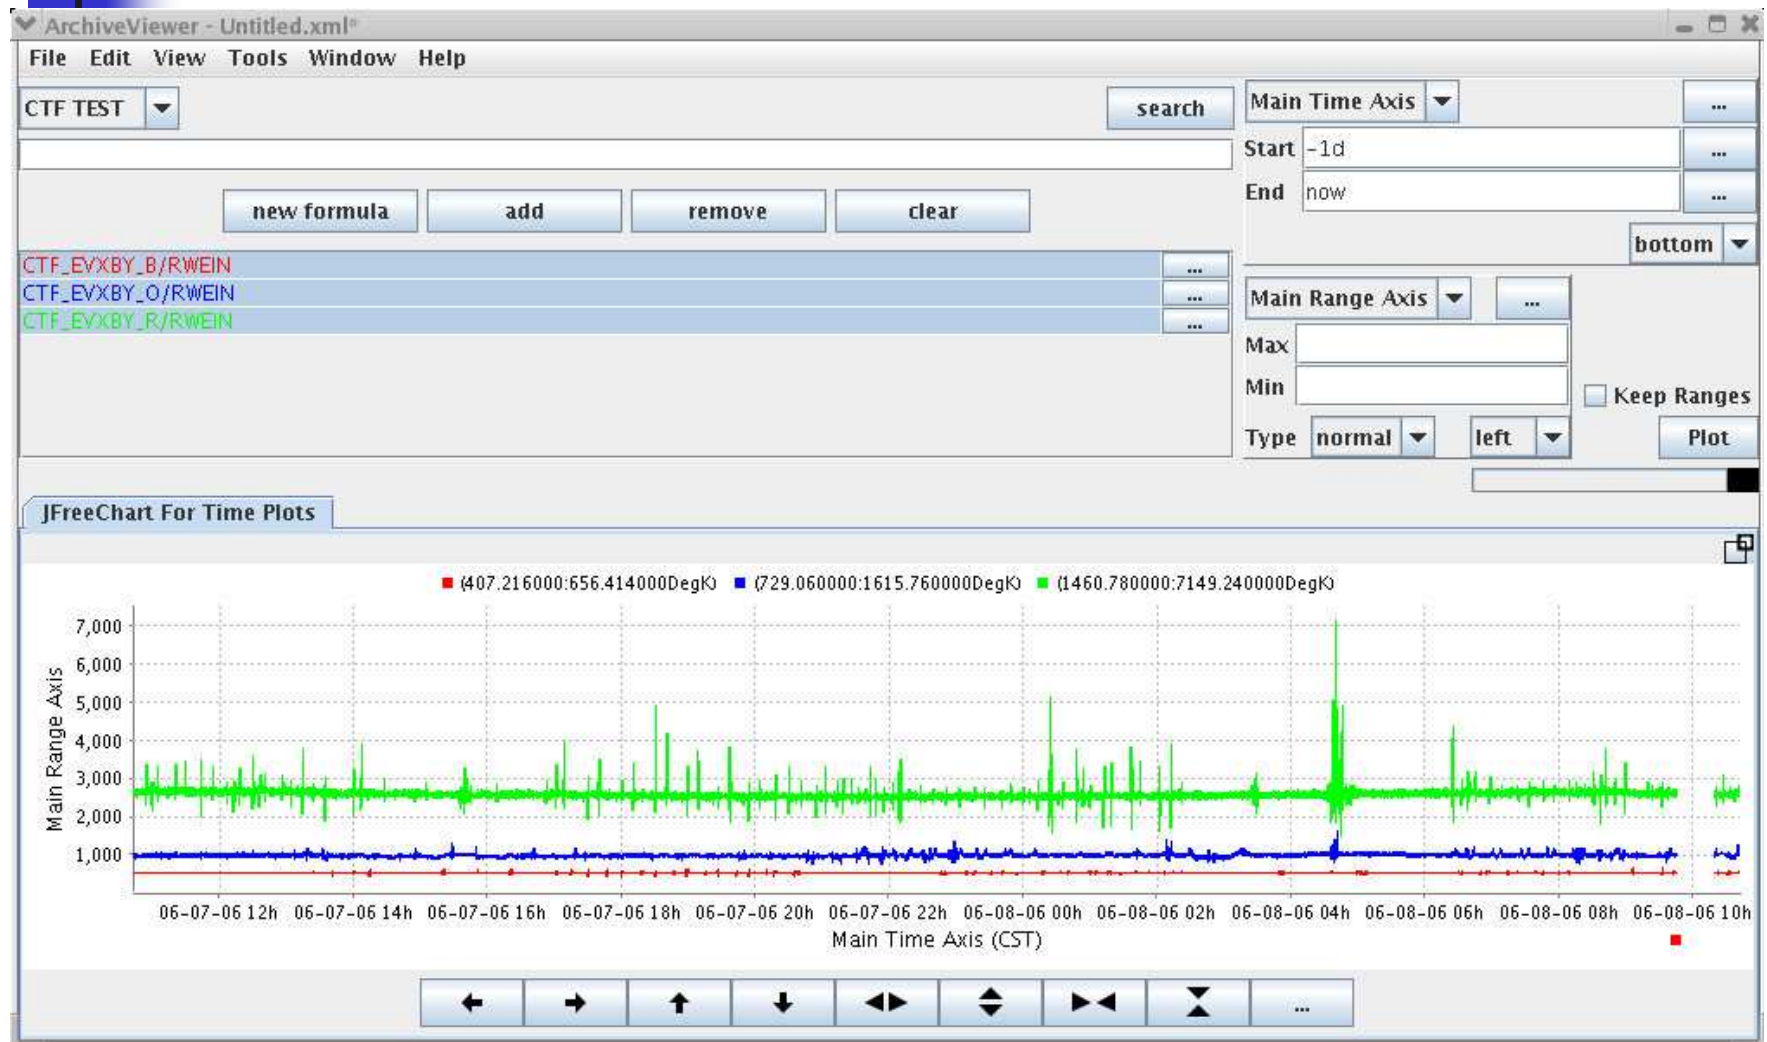 ArchiveViewer - Untitled.xml*
File Edit View Tools Window Help
CTF TEST
search
new formula add remove clear
CTF_EVXBY_B/RWEIN ...
CTF_EVXBY_O/RWEIN ...
CTF_EVXBY_R/RWEIN ...
Main Time Axis ...
Start -1d ...
End now ...
bottom
Main Range Axis ...
Max
Min
Keep Ranges
Type normal left Plot
JFreeChart For Time Plots
(407.216000:656.414000DegK) (729.060000:1615.760000DegK) (1460.780000:7149.240000DegK)
Main Range Axis
7,000
6,000
5,000
4,000
3,000
2,000
1,000
06-07-06 12h 06-07-06 14h 06-07-06 16h 06-07-06 18h 06-07-06 20h 06-07-06 22h 06-08-06 00h 06-08-06 02h 06-08-06 04h 06-08-06 06h 06-08-06 08h 06-08-06 10h
Main Time Axis (CST)
...